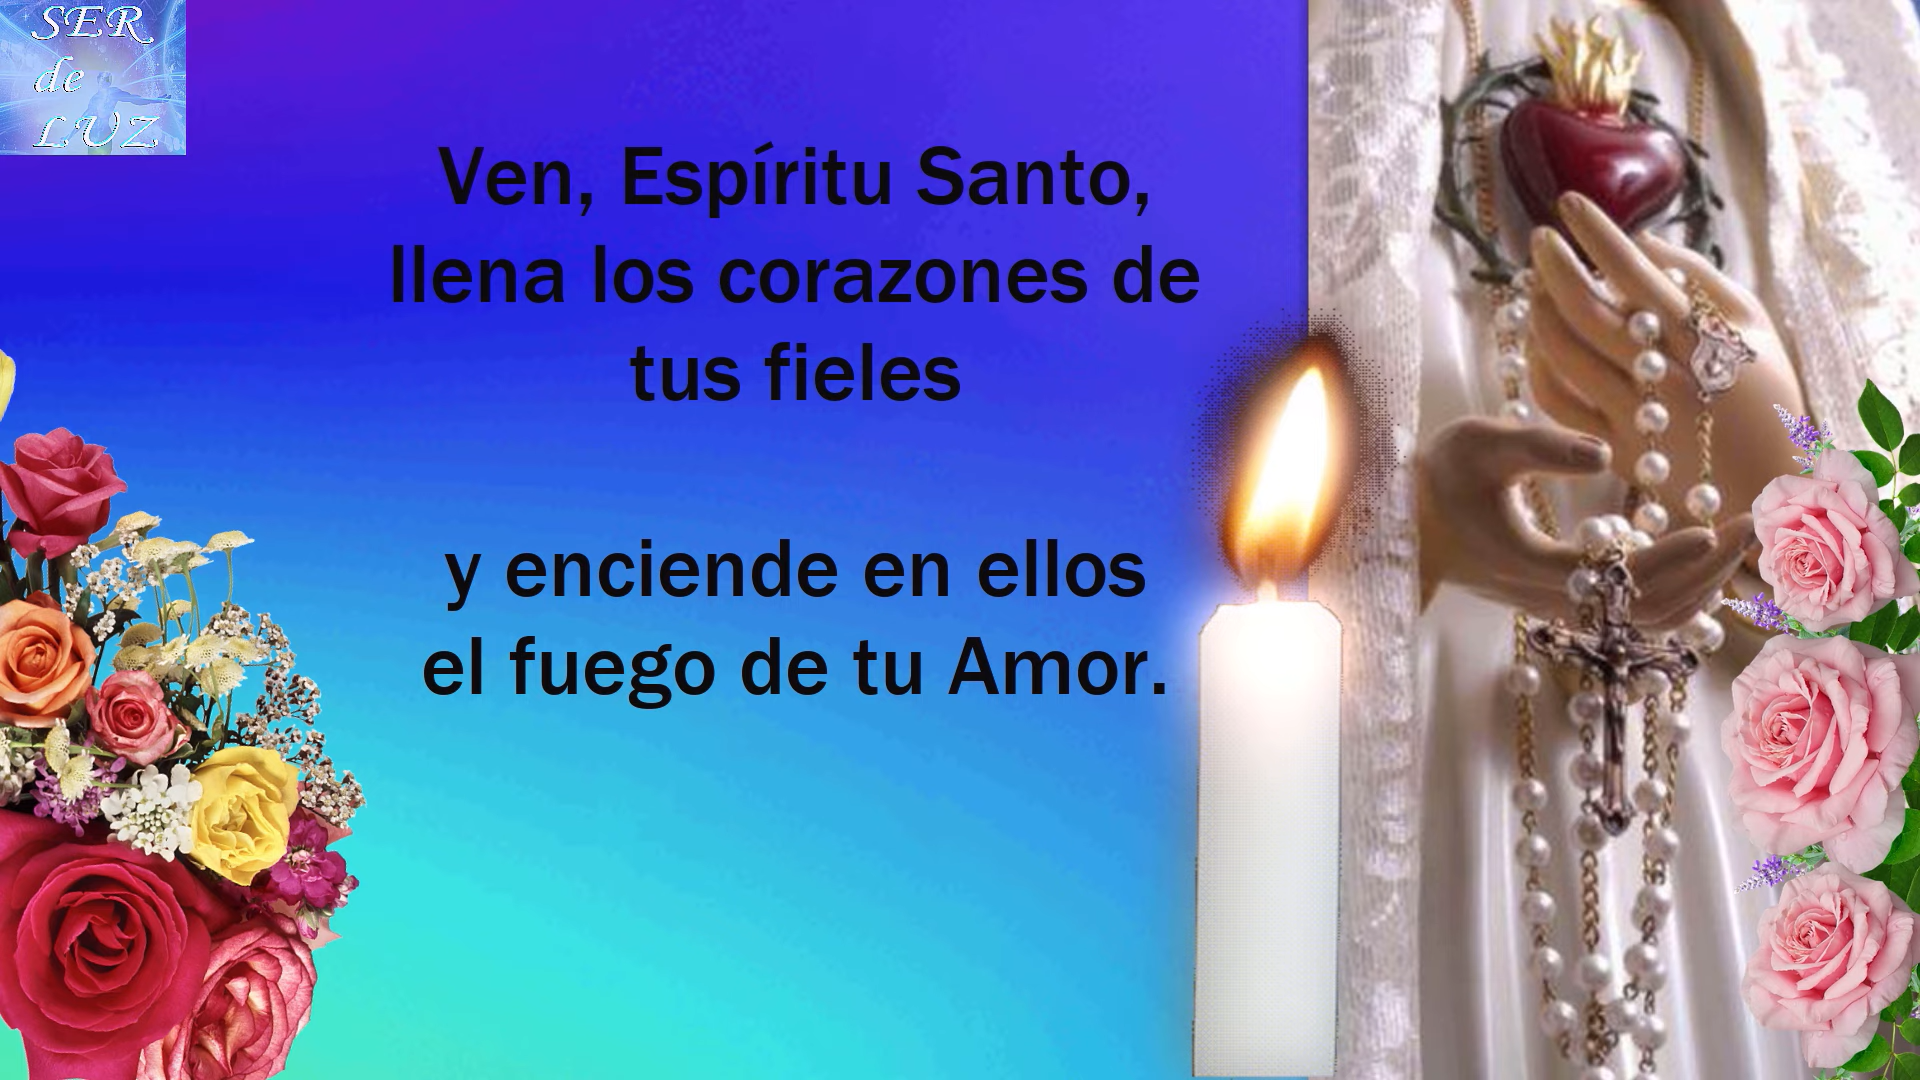 SER
de
LUZ
Ven, Espíritu Santo,
llena los corazones de
tus fieles
y enciende en ellos
el fuego de tu Amor.